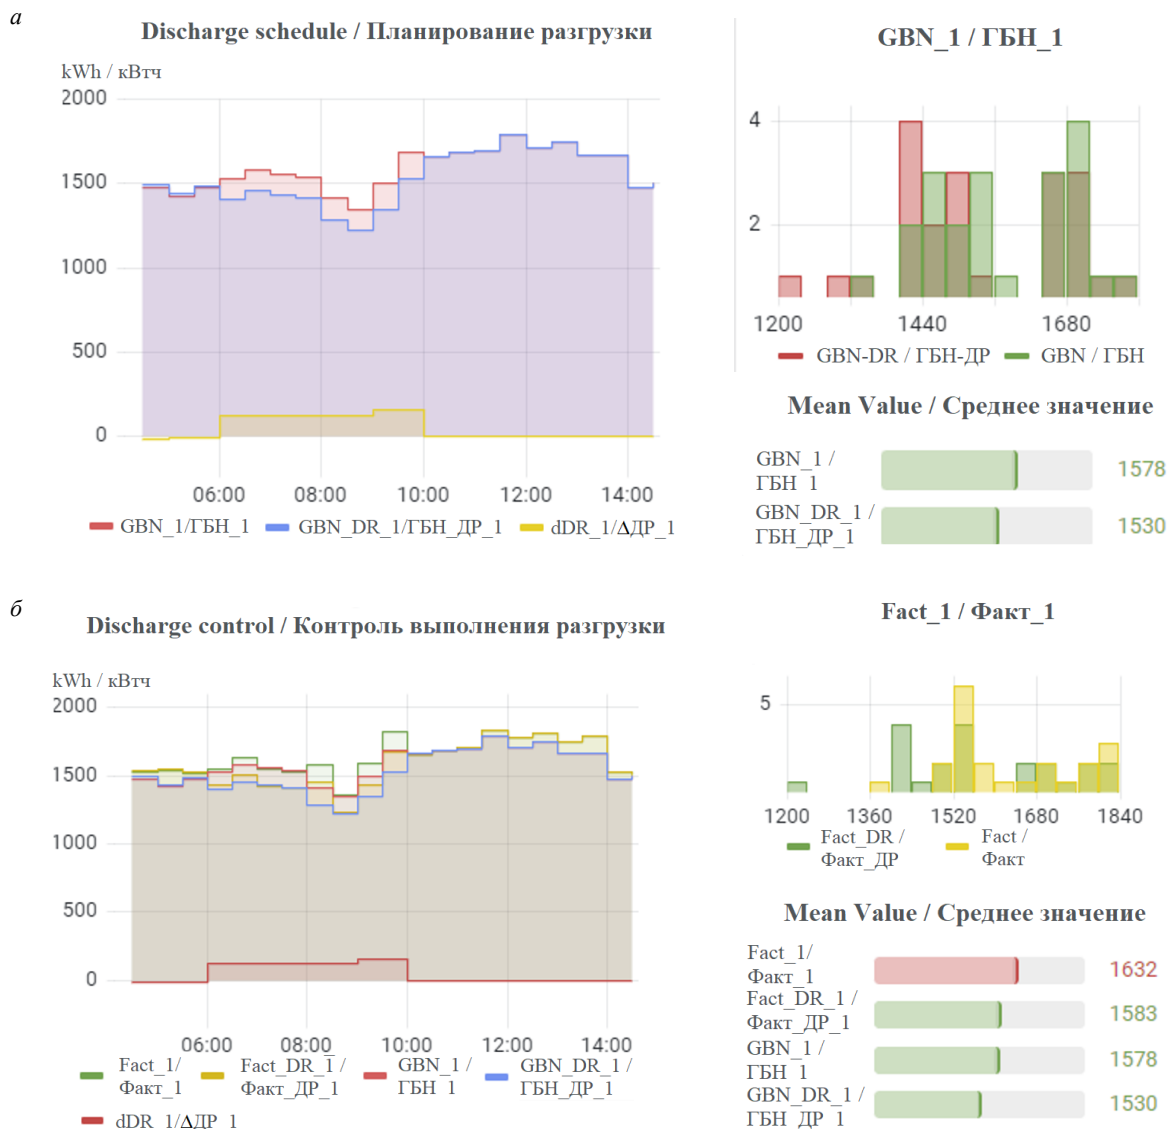 а
Discharge schedule / Планирование разгрузки
kWh / кВтч
2000
1500
1000
500
0
06:00 08:00 10:00 12:00 14:00
GBN_1/ГБН_1 GBN_DR_1/ГБН_ДР_1 dDR_1/ΔДР_1
GBN_1 / ГБН_1
4
2
1200 1440 1680
GBN-DR / ГБН-ДР GBN / ГБН
Mean Value / Среднее значение
GBN_1 /
ГБН_1
1578
GBN_DR_1 /
ГБН_ДР_1
1530
б
Discharge control / Контроль выполнения разгрузки
kWh / кВтч
2000
1500
1000
500
0
06:00 08:00 10:00 12:00 14:00
Fact_1/
Факт_1
Fact_DR_1 /
Факт_ДР_1
GBN_1 /
ГБН_1
GBN_DR_1 /
ГБН_ДР_1
dDR_1/ΔДР_1
Fact_1 / Факт_1
5
1200 1360 1520 1680 1840
Fact_DR /
Факт_ДР
Fact /
Факт
Mean Value / Среднее значение
Fact_1/
Факт_1
1632
Fact_DR_1 /
Факт_ДР_1
1583
GBN_1 /
ГБН_1
1578
GBN_DR_1 /
ГБН_ДР_1
1530